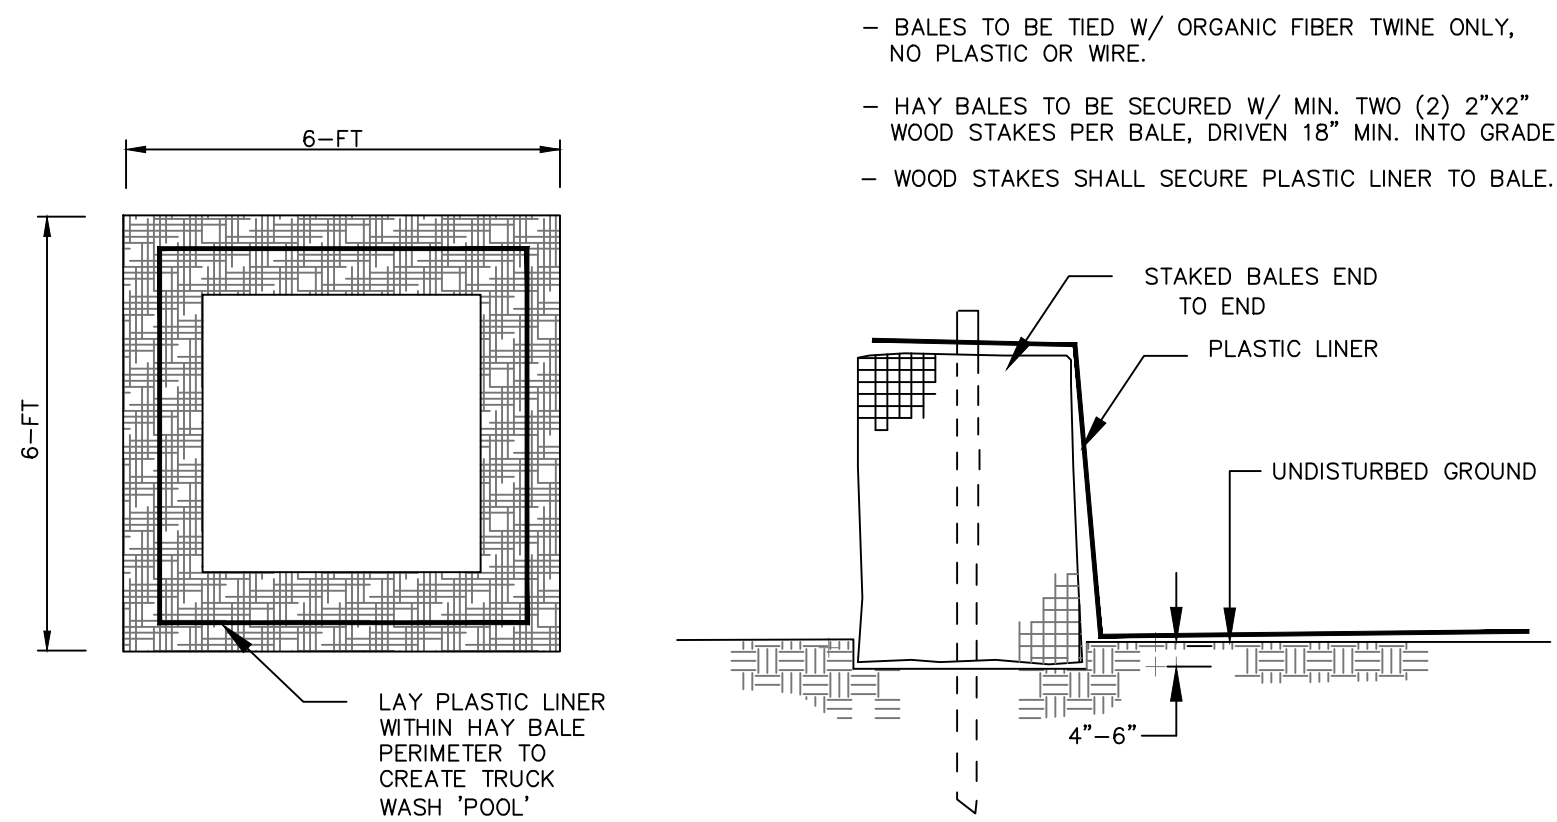 – BALES TO BE TIED W/ ORGANIC FIBER TWINE ONLY,
NO PLASTIC OR WIRE.
– HAY BALES TO BE SECURED W/ MIN. TWO (2) 2"X2"
WOOD STAKES PER BALE, DRIVEN 18" MIN. INTO GRADE
– WOOD STAKES SHALL SECURE PLASTIC LINER TO BALE.
6–FT
6–FT
LAY PLASTIC LINER
WITHIN HAY BALE
PERIMETER TO
CREATE TRUCK
WASH 'POOL'
STAKED BALES END
TO END
PLASTIC LINER
UNDISTURBED GROUND
4"–6"